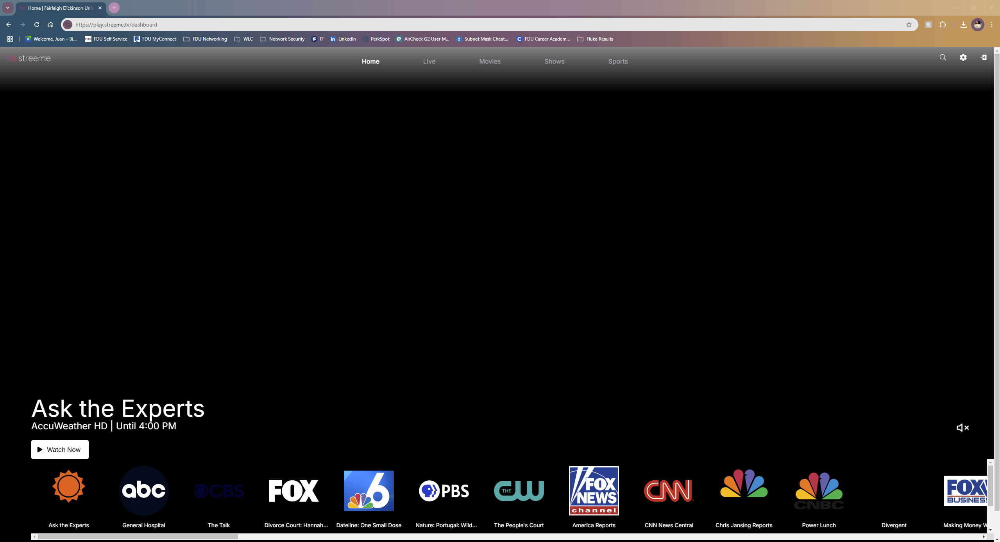 Home | Fairleigh Dickinson Univ
https://play.streeme.tv/dashboard
Welcome, Juan – Bl... FDU Self Service FDU MyConnect FDU Networking WLC Network Security IT LinkedIn PerkSpot AirCheck G2 User M... Subnet Mask Cheat... FDU Career Academ... Fluke Results
streeme Home Live Movies Shows Sports
Ask the Experts
AccuWeather HD | Until 4:00 PM
Watch Now
abc CBS FOX 6 PBS THE CW FOX NEWS channel CNN CNBC FOX BUSINESS
Ask the Experts General Hospital The Talk Divorce Court: Hannah... Dateline: One Small Dose Nature: Portugal: Wild... The People's Court America Reports CNN News Central Chris Jansing Reports Power Lunch Divergent Making Money W